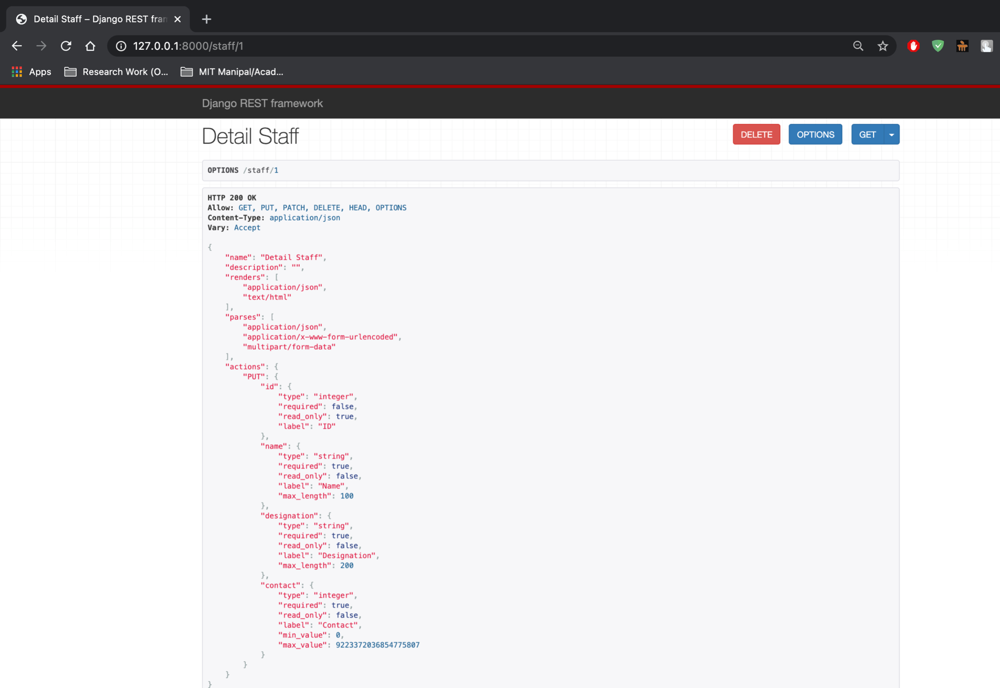 Detail Staff – Django REST fram
127.0.0.1:8000/staff/1
Apps
Research Work (O...
MIT Manipal/Acad...
Django REST framework
Detail Staff
DELETE
OPTIONS
GET
OPTIONS /staff/1
HTTP 200 OK
Allow: GET, PUT, PATCH, DELETE, HEAD, OPTIONS
Content-Type: application/json
Vary: Accept
{
    "name": "Detail Staff",
    "description": "",
    "renders": [
        "application/json",
        "text/html"
    ],
    "parses": [
        "application/json",
        "application/x-www-form-urlencoded",
        "multipart/form-data"
    ],
    "actions": {
        "PUT": {
            "id": {
                "type": "integer",
                "required": false,
                "read_only": true,
                "label": "ID"
            },
            "name": {
                "type": "string",
                "required": true,
                "read_only": false,
                "label": "Name",
                "max_length": 100
            },
            "designation": {
                "type": "string",
                "required": true,
                "read_only": false,
                "label": "Designation",
                "max_length": 200
            },
            "contact": {
                "type": "integer",
                "required": true,
                "read_only": false,
                "label": "Contact",
                "min_value": 0,
                "max_value": 9223372036854775807
            }
        }
    }
}